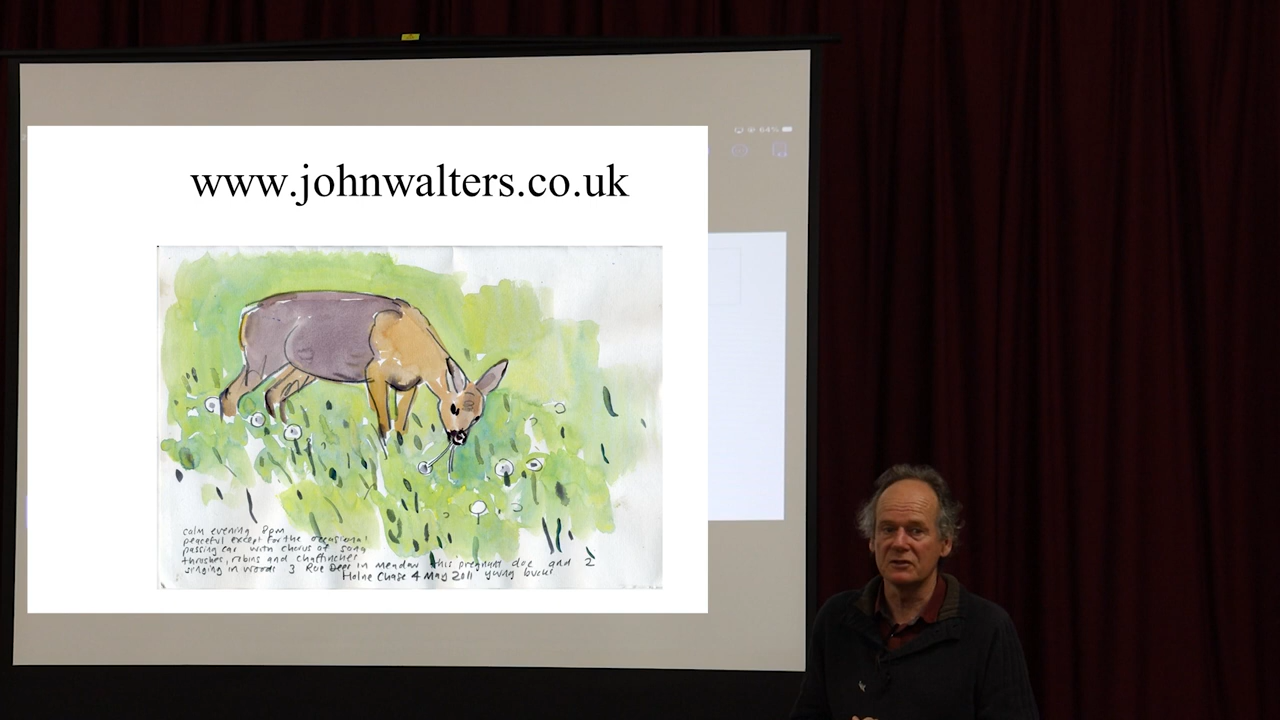 64%
www.johnwalters.co.uk
calm evening 8pm
peaceful except for the occasional
passing car with chorus of song
thrushes, robins and chaffinches
singing in woods 3 Roe Deer in meadow this pregnant doe and 2
Holne Chase 4 May 2011 young bucks